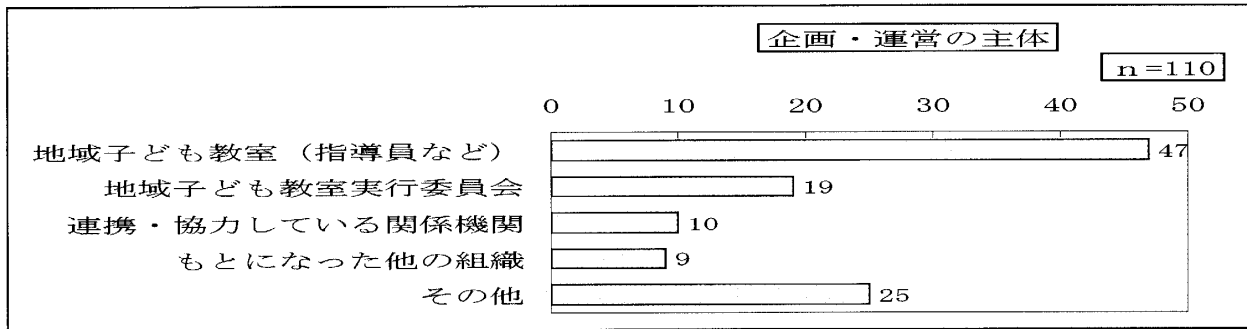 企画・運営の主体
n=110
0 10 20 30 40 50
地域子ども教室(指導員など) 47
地域子ども教室実行委員会 19
連携・協力している関係機関 10
もとになった他の組織 9
その他 25